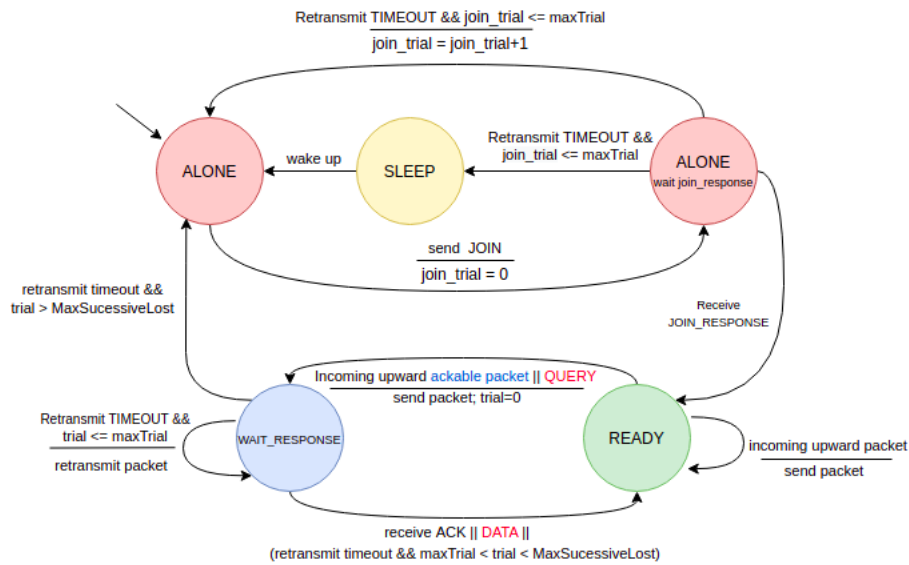 Retransmit TIMEOUT && join_trial <= maxTrial
join_trial = join_trial+1
ALONE
wake up
SLEEP
Retransmit TIMEOUT &&
join_trial <= maxTrial
ALONE
wait join_response
send JOIN
join_trial = 0
retransmit timeout &&
trial > MaxSucessiveLost
Receive
JOIN_RESPONSE
Incoming upward ackable packet || QUERY
send packet; trial=0
Retransmit TIMEOUT &&
trial <= maxTrial
retransmit packet
WAIT_RESPONSE
READY
incoming upward packet
send packet
receive ACK || DATA ||
(retransmit timeout && maxTrial < trial < MaxSucessiveLost)